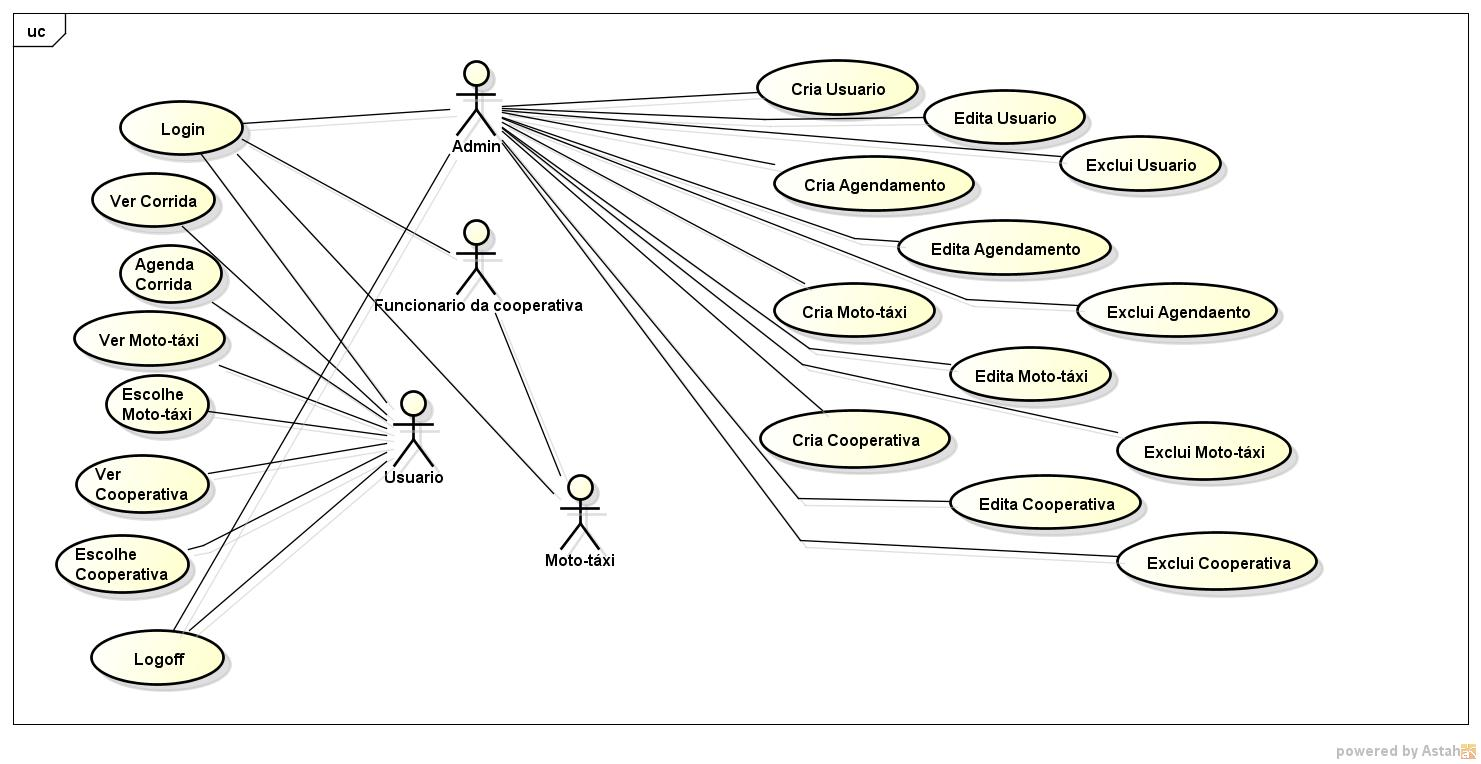 uc
Login
Ver Corrida
Agenda
Corrida
Ver Moto-táxi
Escolhe
Moto-táxi
Ver
Cooperativa
Escolhe
Cooperativa
Logoff
Admin
Funcionario da cooperativa
Usuario
Moto-táxi
Cria Usuario
Edita Usuario
Exclui Usuario
Cria Agendamento
Edita Agendamento
Cria Moto-táxi
Exclui Agendaento
Edita Moto-táxi
Cria Cooperativa
Exclui Moto-táxi
Edita Cooperativa
Exclui Cooperativa
powered by Astah